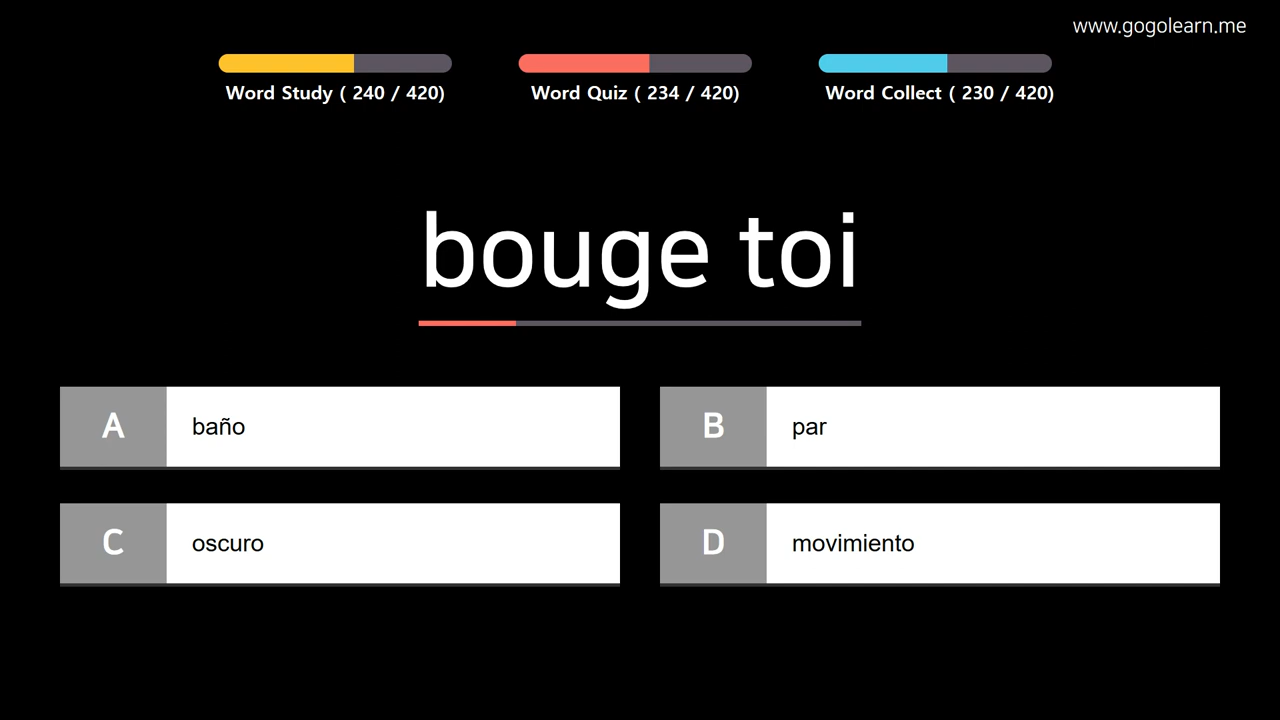 www.gogolearn.me
Word Study ( 240 / 420)
Word Quiz ( 234 / 420)
Word Collect ( 230 / 420)
bouge toi
A baño
B par
C oscuro
D movimiento